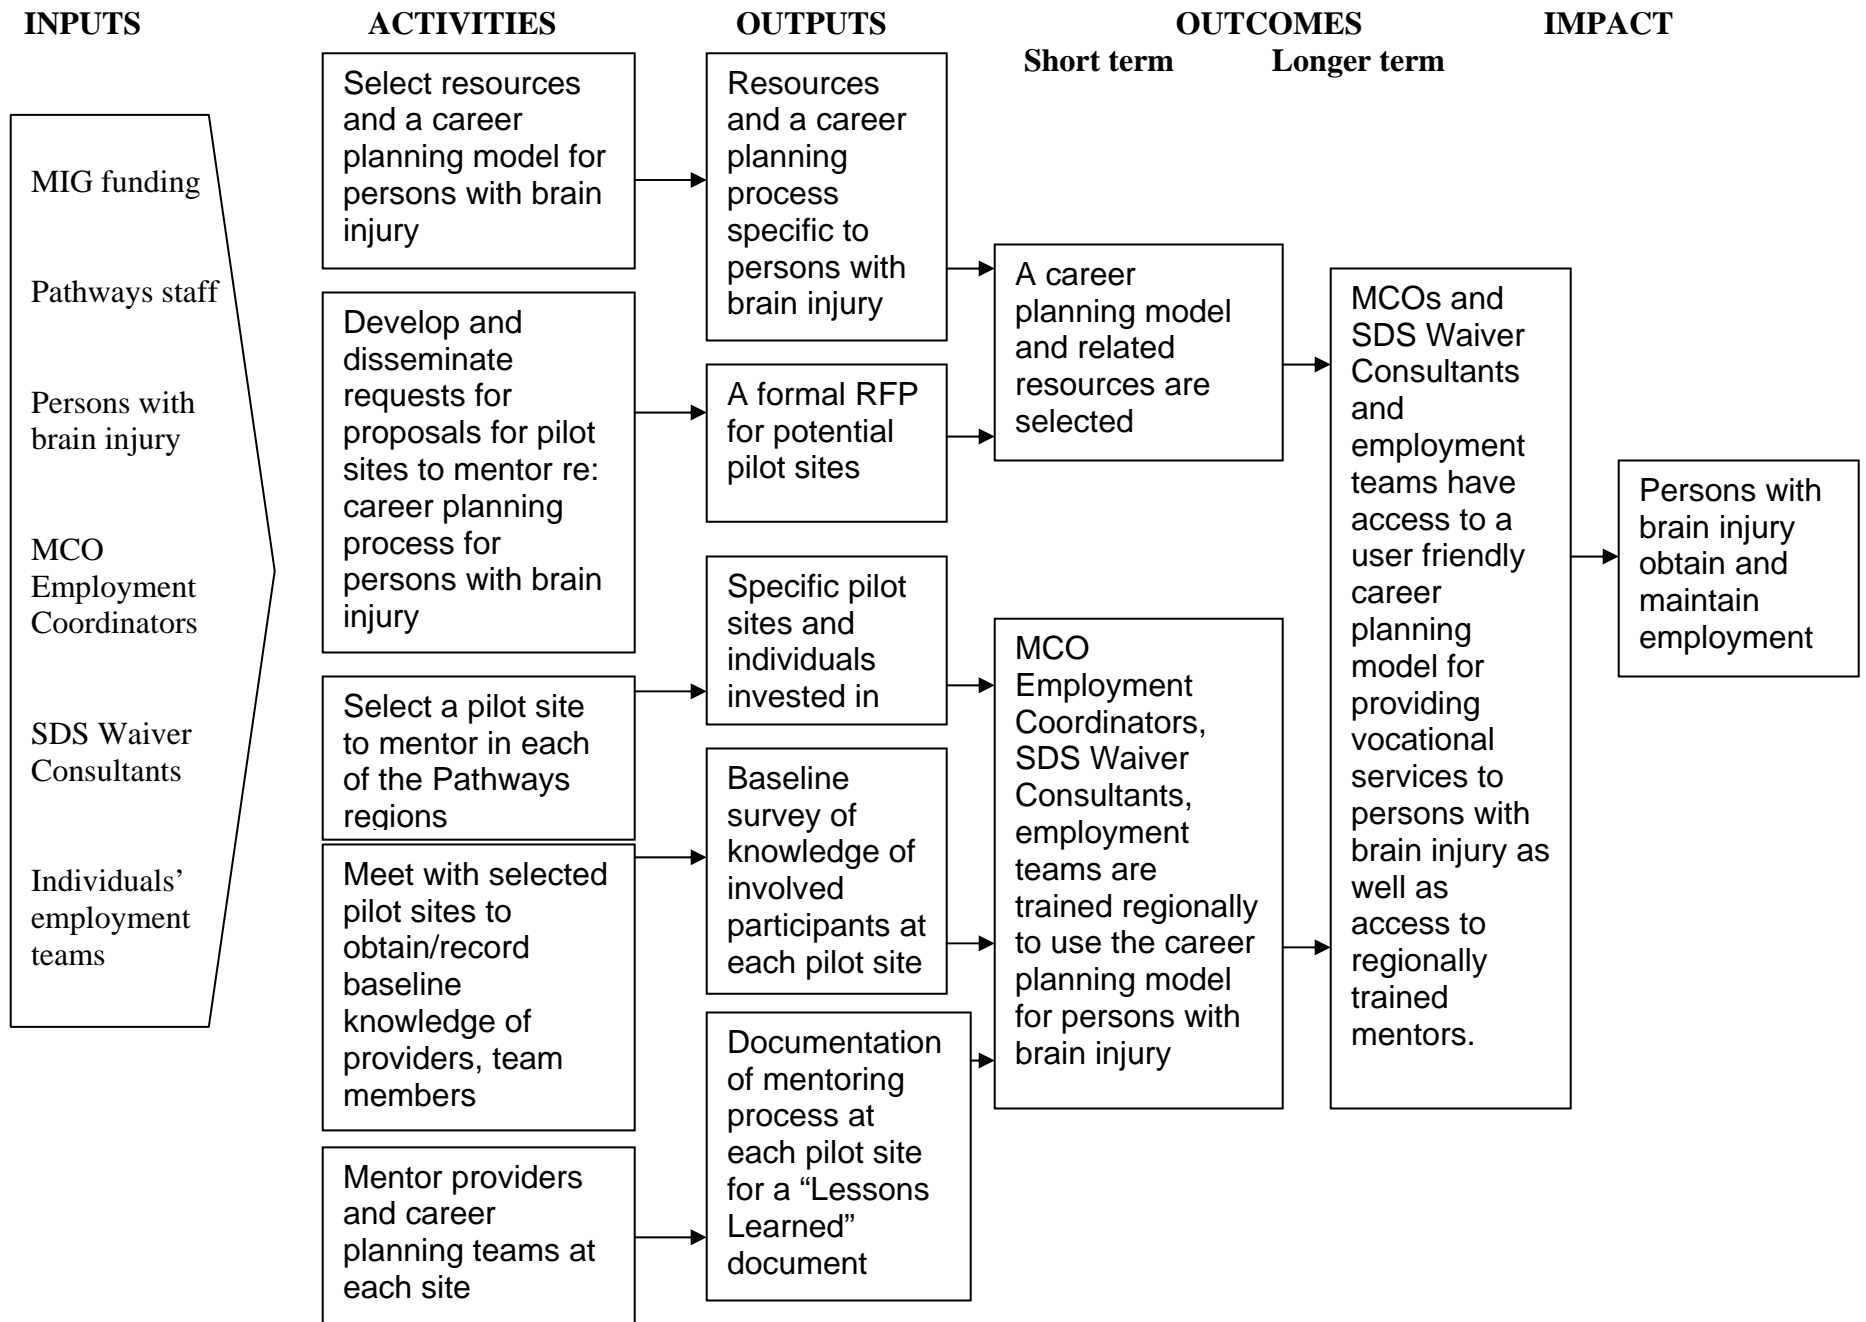 INPUTS
ACTIVITIES
OUTPUTS
OUTCOMES
IMPACT
Short term
Longer term
MIG funding
Pathways staff
Persons with
brain injury
MCO
Employment
Coordinators
SDS Waiver
Consultants
Individuals’
employment
teams
Select resources
and a career
planning model for
persons with brain
injury
Develop and
disseminate
requests for
proposals for pilot
sites to mentor re:
career planning
process for
persons with brain
injury
Select a pilot site
to mentor in each
of the Pathways
regions
Meet with selected
pilot sites to
obtain/record
baseline
knowledge of
providers, team
members
Mentor providers
and career
planning teams at
each site
Resources
and a career
planning
process
specific to
persons with
brain injury
A formal RFP
for potential
pilot sites
Specific pilot
sites and
individuals
invested in
Baseline
survey of
knowledge of
involved
participants at
each pilot site
Documentation
of mentoring
process at
each pilot site
for a “Lessons
Learned”
document
A career
planning model
and related
resources are
selected
MCO
Employment
Coordinators,
SDS Waiver
Consultants,
employment
teams are
trained regionally
to use the career
planning model
for persons with
brain injury
MCOs and
SDS Waiver
Consultants
and
employment
teams have
access to a
user friendly
career
planning
model for
providing
vocational
services to
persons with
brain injury as
well as
access to
regionally
trained
mentors.
Persons with
brain injury
obtain and
maintain
employment